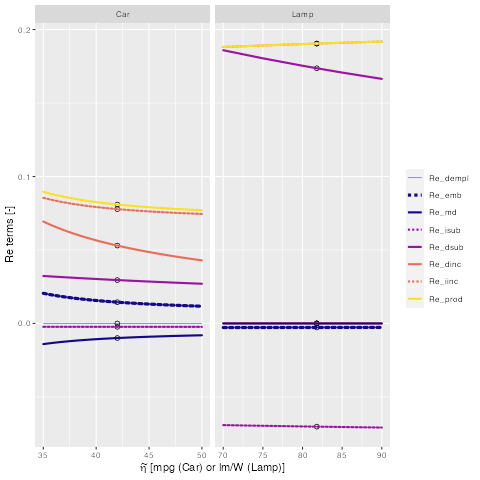 Car Lamp
0.2
0.1
0.0
Re terms [-]
35 40 45 50 70 75 80 85 90
η̃ [mpg (Car) or lm/W (Lamp)]
Re_dempl
Re_emb
Re_md
Re_isub
Re_dsub
Re_dinc
Re_iinc
Re_prod